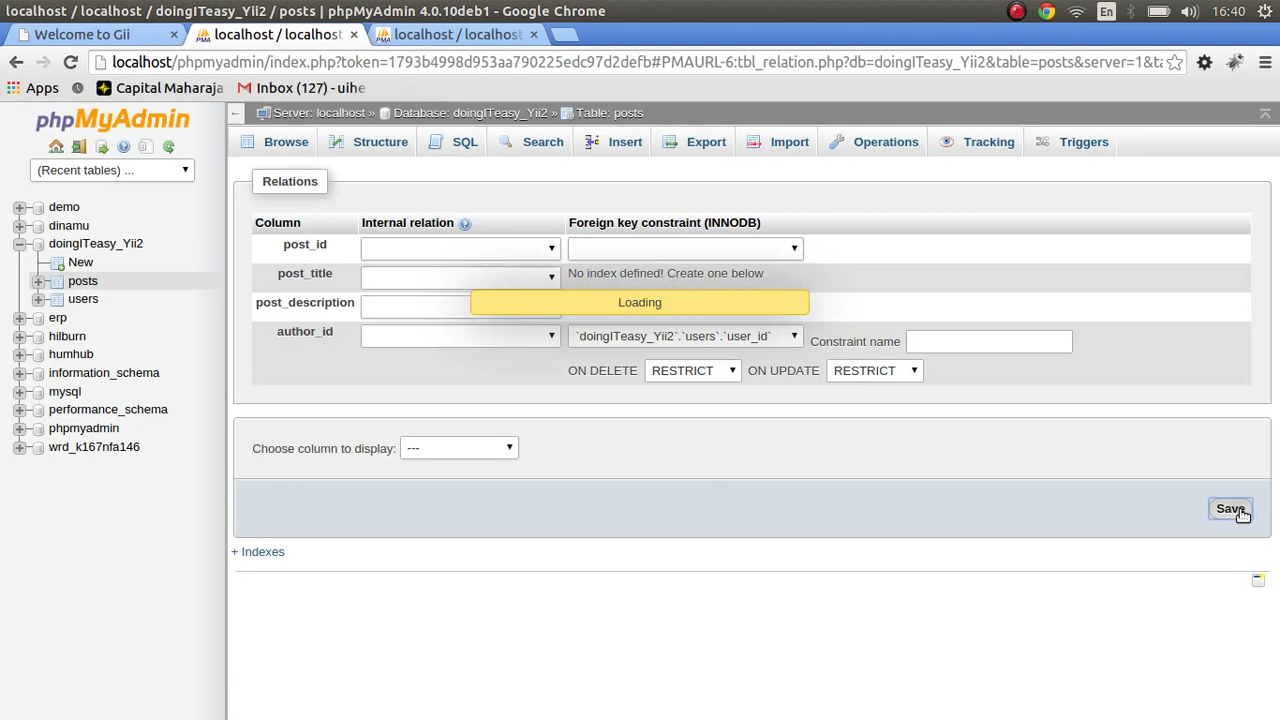 localhost / localhost / doingITeasy_Yii2 / posts | phpMyAdmin 4.0.10deb1 - Google Chrome
En
16:40
Welcome to Gii
localhost / localhost
localhost / localhost
localhost/phpmyadmin/index.php?token=1793b4998d953aa790225edc97d2defb#PMAURL-6:tbl_relation.php?db=doingITeasy_Yii2&table=posts&server=1&ta
Apps
Capital Maharaja
Inbox (127) - uihe
phpMyAdmin
(Recent tables) ...
demo
dinamu
doingITeasy_Yii2
New
posts
users
erp
hilburn
humhub
information_schema
mysql
performance_schema
phpmyadmin
wrd_k167nfa146
Server: localhost » Database: doingITeasy_Yii2 » Table: posts
Browse Structure SQL Search Insert Export Import Operations Tracking Triggers
Relations
Column Internal relation Foreign key constraint (INNODB)
post_id
post_title No index defined! Create one below
Loading
post_description
author_id `doingITeasy_Yii2`.`users`.`user_id` Constraint name
ON DELETE RESTRICT ON UPDATE RESTRICT
Choose column to display: ---
Save
+ Indexes